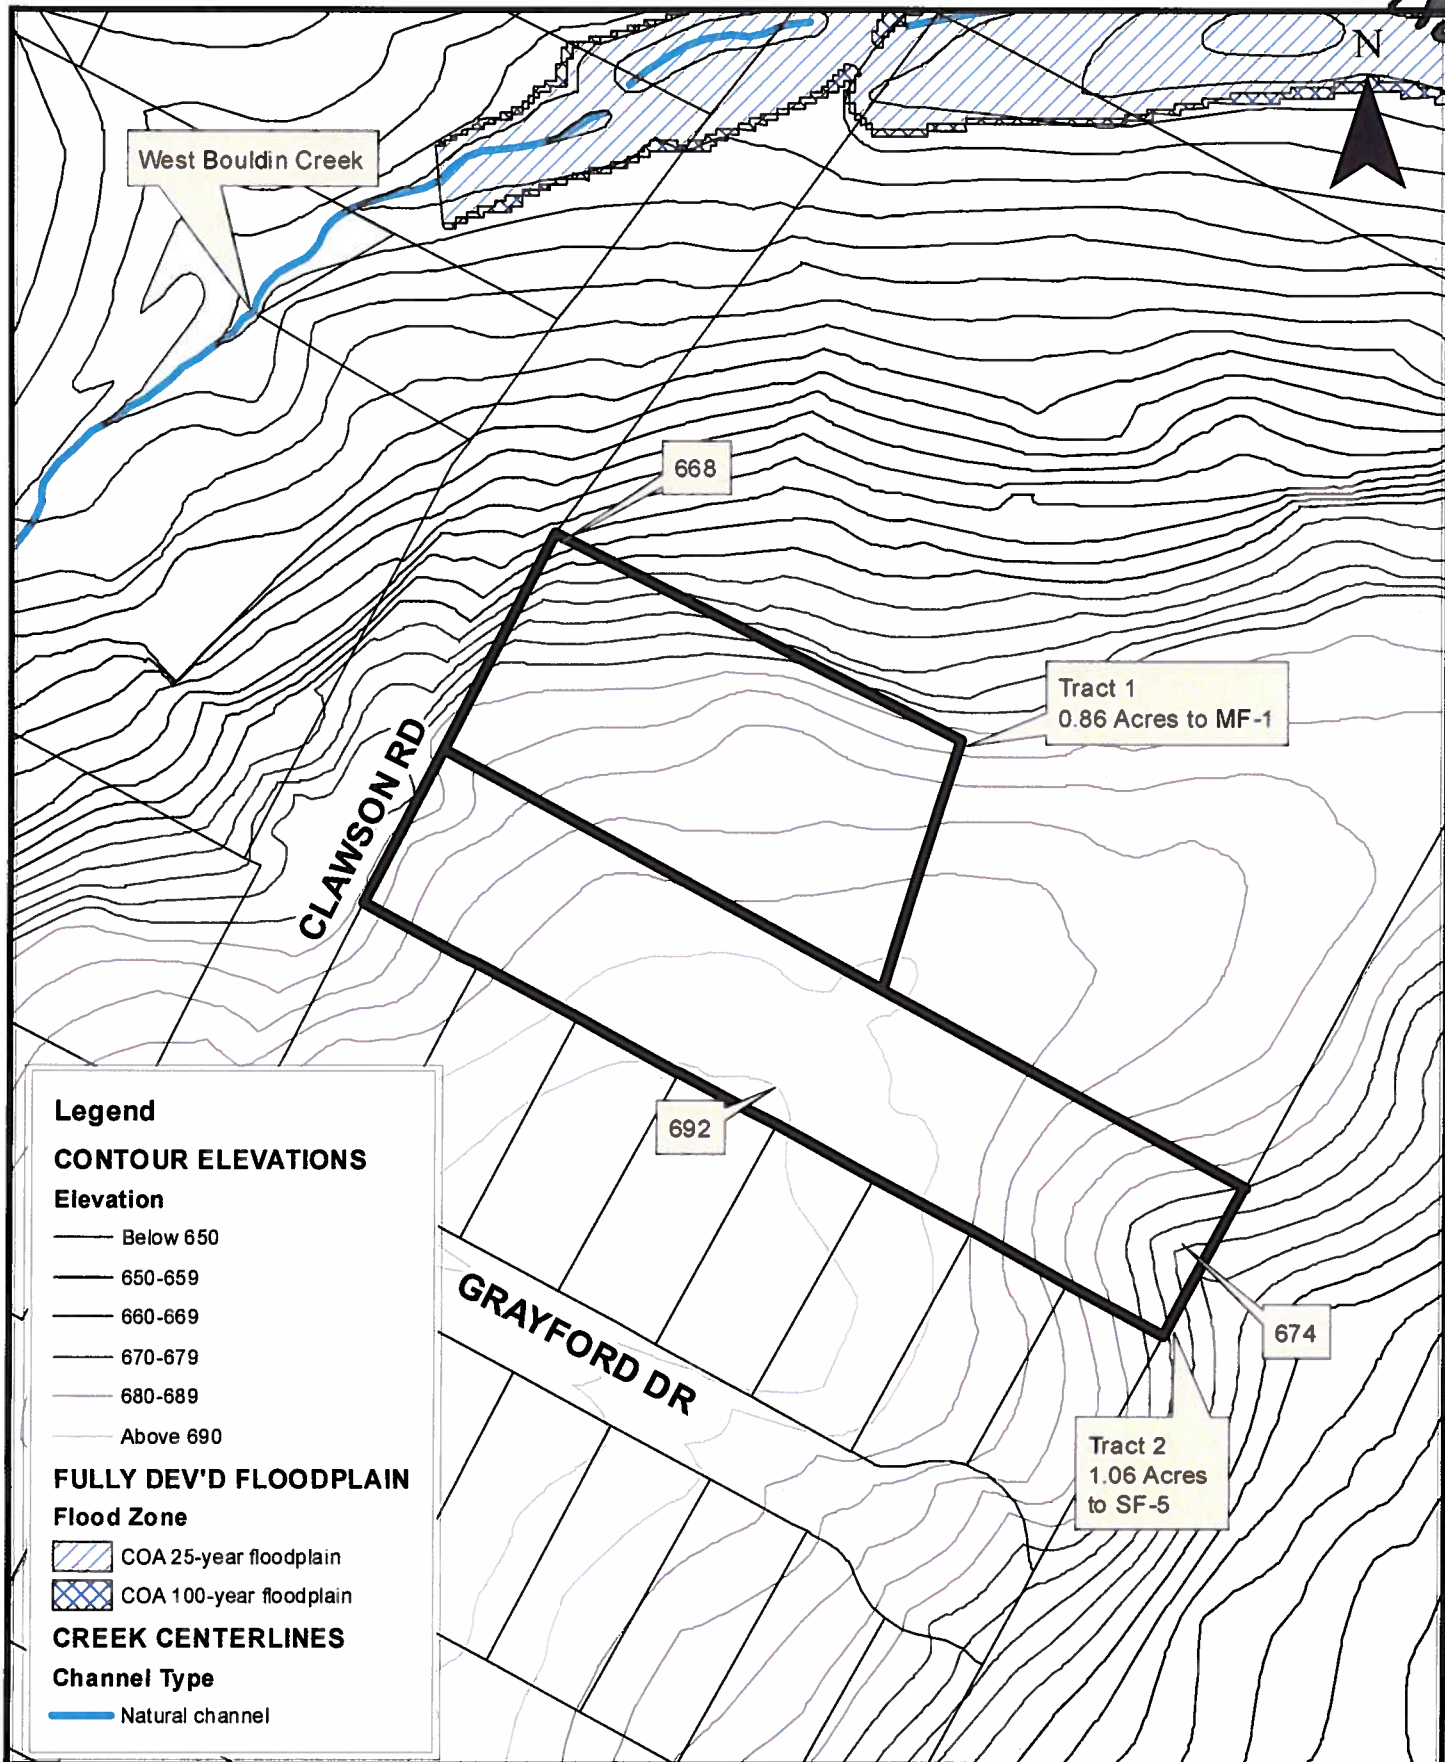 N
West Bouldin Creek
668
Tract 1
0.86 Acres to MF-1
CLAWSON RD
692
GRAYFORD DR
674
Tract 2
1.06 Acres
to SF-5
Legend
CONTOUR ELEVATIONS
Elevation
Below 650
650-659
660-669
670-679
680-689
Above 690
FULLY DEV'D FLOODPLAIN
Flood Zone
COA 25-year floodplain
COA 100-year floodplain
CREEK CENTERLINES
Channel Type
Natural channel